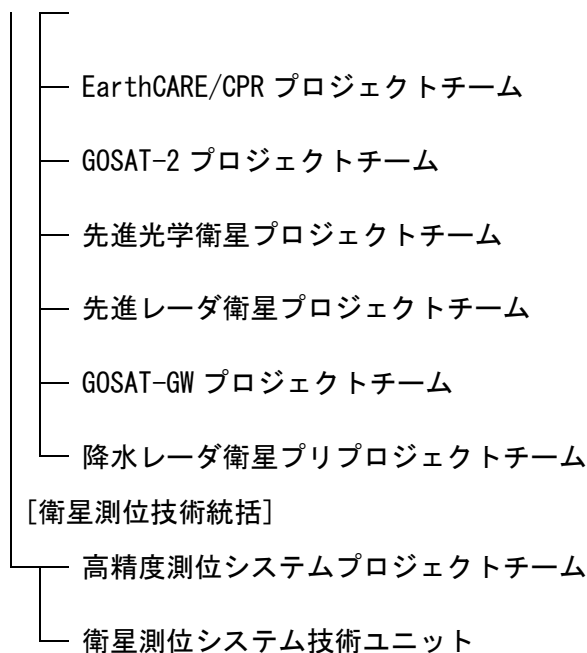 EarthCARE/CPR プロジェクトチーム
GOSAT-2 プロジェクトチーム
先進光学衛星プロジェクトチーム
先進レーダ衛星プロジェクトチーム
GOSAT-GW プロジェクトチーム
降水レーダ衛星プリプロジェクトチーム
[衛星測位技術統括]
高精度測位システムプロジェクトチーム
衛星測位システム技術ユニット